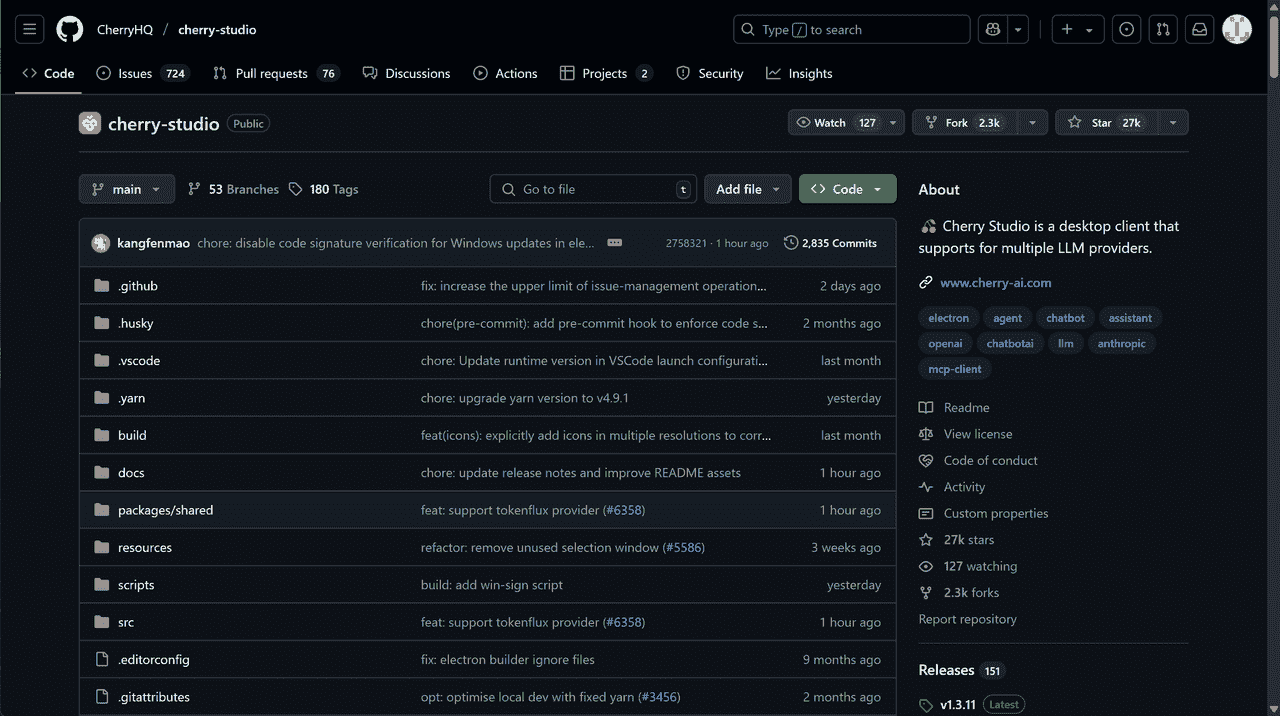 CherryHQ / cherry-studio
Type / to search
Code
Issues 724
Pull requests 76
Discussions
Actions
Projects 2
Security
Insights
cherry-studio Public
Watch 127
Fork 2.3k
Star 27k
main
53 Branches
180 Tags
Go to file t
Add file
Code
kangfenmao chore: disable code signature verification for Windows updates in ele... 2758321 · 1 hour ago 2,835 Commits
.github fix: increase the upper limit of issue-management operation... 2 days ago
.husky chore(pre-commit): add pre-commit hook to enforce code s... 2 months ago
.vscode chore: Update runtime version in VSCode launch configurati... last month
.yarn chore: upgrade yarn version to v4.9.1 yesterday
build feat(icons): explicitly add icons in multiple resolutions to corr... last month
docs chore: update release notes and improve README assets 1 hour ago
packages/shared feat: support tokenflux provider (#6358) 1 hour ago
resources refactor: remove unused selection window (#5586) 3 weeks ago
scripts build: add win-sign script yesterday
src feat: support tokenflux provider (#6358) 1 hour ago
.editorconfig fix: electron builder ignore files 9 months ago
.gitattributes opt: optimise local dev with fixed yarn (#3456) 2 months ago
About
Cherry Studio is a desktop client that
supports for multiple LLM providers.
www.cherry-ai.com
electron agent chatbot assistant
openai chatbotai llm anthropic
mcp-client
Readme
View license
Code of conduct
Activity
Custom properties
27k stars
127 watching
2.3k forks
Report repository
Releases 151
v1.3.11 Latest